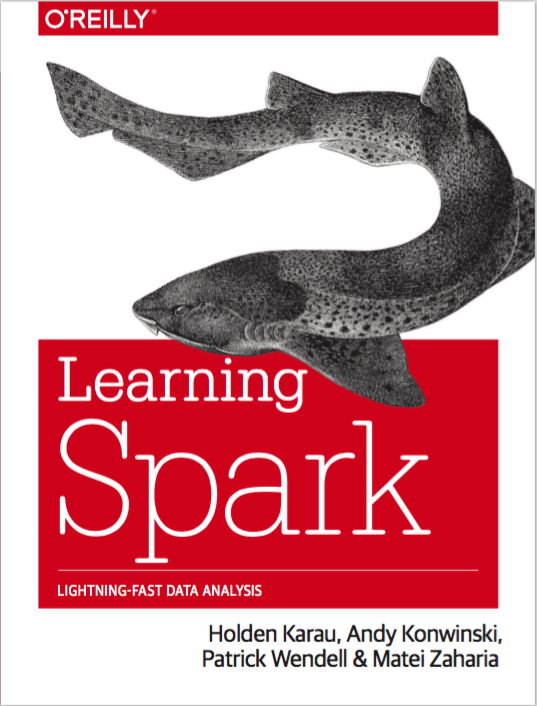 O'REILLY®
Learning
Spark
LIGHTNING-FAST DATA ANALYSIS
Holden Karau, Andy Konwinski,
Patrick Wendell & Matei Zaharia